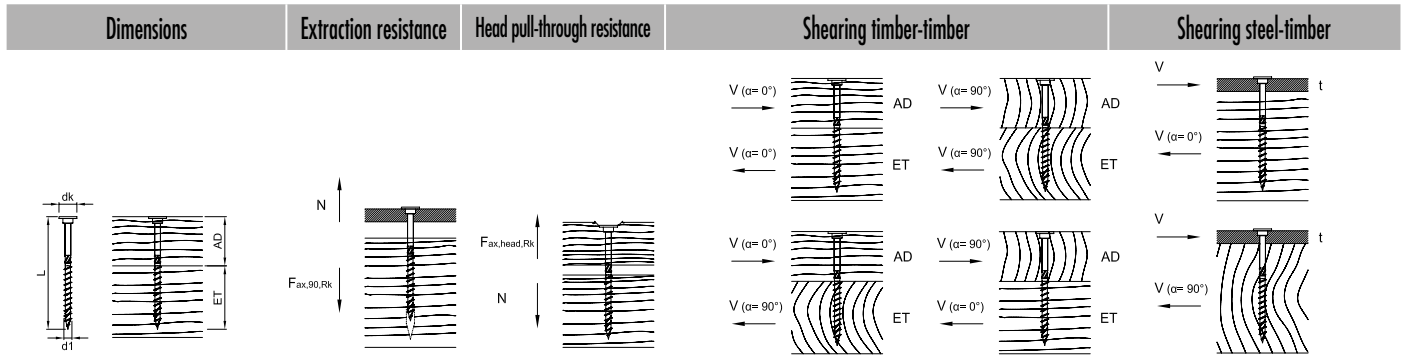 Dimensions
Extraction resistance
Head pull-through resistance
Shearing timber-timber
Shearing steel-timber
dk
L
d1
AD
ET
N
Fax,90,Rk
Fax,head,Rk
N
V (α= 0°)
AD
V (α= 0°)
ET
V (α= 90°)
AD
V (α= 90°)
ET
V (α= 0°)
AD
V (α= 90°)
ET
V (α= 90°)
AD
V (α= 0°)
ET
V
t
V (α= 0°)
V
t
V (α= 90°)